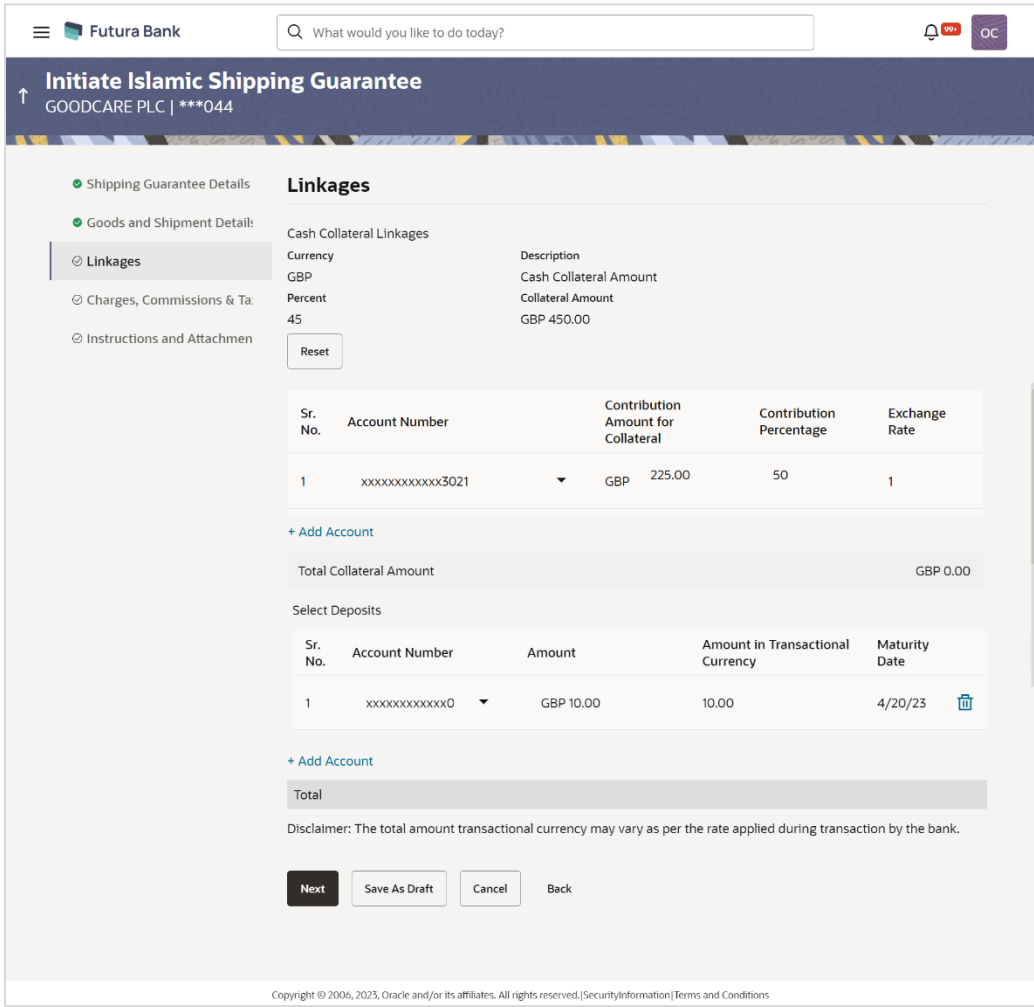 Futura Bank
What would you like to do today?
99+
OC
Initiate Islamic Shipping Guarantee
GOODCARE PLC | ***044
Shipping Guarantee Details
Goods and Shipment Details
Linkages
Charges, Commissions & Ta
Instructions and Attachmen
Linkages
Cash Collateral Linkages
Currency Description
GBP Cash Collateral Amount
Percent Collateral Amount
45 GBP 450.00
Reset
Sr. No. Account Number Contribution Amount for Collateral Contribution Percentage Exchange Rate
1 xxxxxxxxxxxx3021 GBP 225.00 50 1
+ Add Account
Total Collateral Amount GBP 0.00
Select Deposits
Sr. No. Account Number Amount Amount in Transactional Currency Maturity Date
1 xxxxxxxxxxxx0 GBP 10.00 10.00 4/20/23
+ Add Account
Total
Disclaimer: The total amount transactional currency may vary as per the rate applied during transaction by the bank.
Next Save As Draft Cancel Back
Copyright © 2006, 2023, Oracle and/or its affiliates. All rights reserved.|SecurityInformation|Terms and Conditions